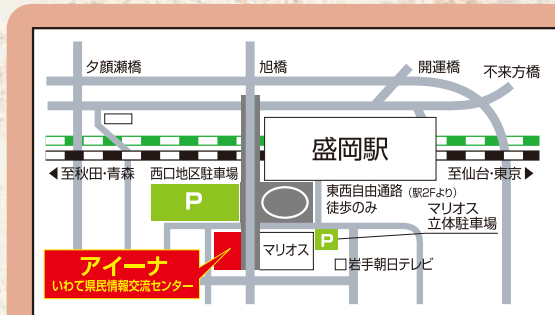 夕顔瀬橋
旭橋
開運橋
不来方橋
盛岡駅
◀至秋田・青森
西口地区駐車場
至仙台・東京▶
P
東西自由通路(駅2Fより)
徒歩のみ
マリオス
立体駐車場
P
マリオス
□岩手朝日テレビ
アイーナ
いわて県民情報交流センター